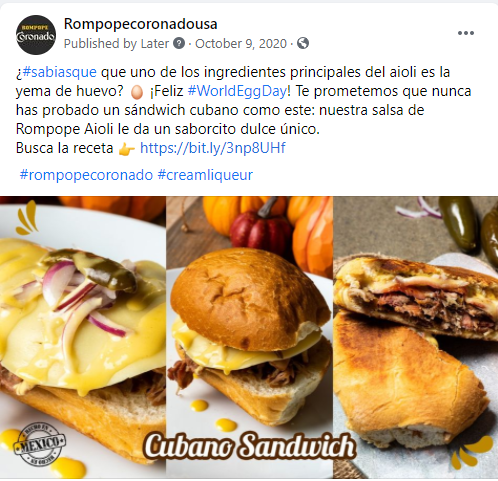 ROMPOPE
Coronado
Rompopecoronadousa
Published by Later · October 9, 2020 ·
¿#sabiasque que uno de los ingredientes principales del aioli es la
yema de huevo? 🥚 ¡Feliz #WorldEggDay! Te prometemos que nunca
has probado un sándwich cubano como este: nuestra salsa de
Rompope Aioli le da un saborcito dulce único.
Busca la receta 👉 https://bit.ly/3np8UHf
#rompopecoronado #creamliqueur
HECHO EN
MEXICO
Cubano Sandwich